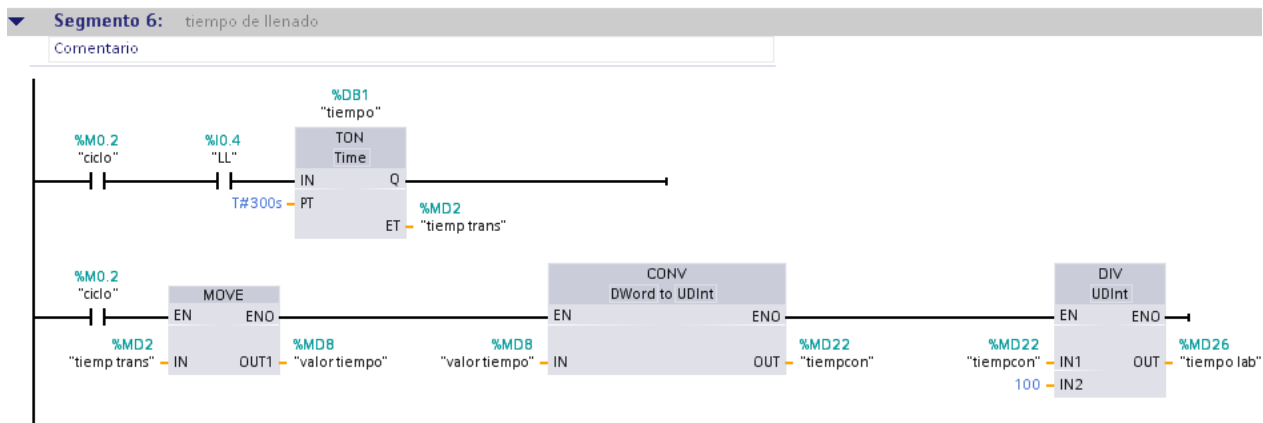 Segmento 6: tiempo de llenado
Comentario
%DB1
"tiempo"
%M0.2
"ciclo"
%I0.4
"LL"
TON
Time
IN Q
T#300s PT
%MD2
ET "tiemp trans"
%M0.2
"ciclo"
MOVE
EN ENO
%MD2
"tiemp trans" IN
%MD8
OUT1 "valor tiempo"
CONV
DWord to UDInt
EN ENO
%MD8
"valor tiempo" IN
%MD22
OUT "tiempcon"
DIV
UDInt
EN ENO
%MD22
"tiempcon" IN1
100 IN2
%MD26
OUT "tiempo lab"